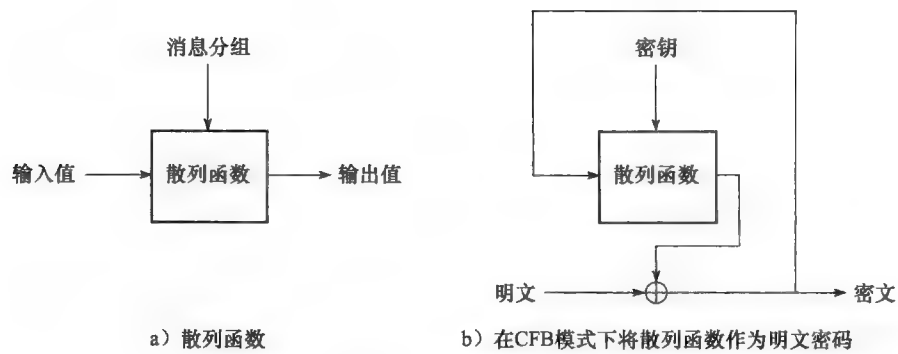 消息分组
输入值
散列函数
输出值
a）散列函数
密钥
散列函数
明文
密文
b）在CFB模式下将散列函数作为明文密码